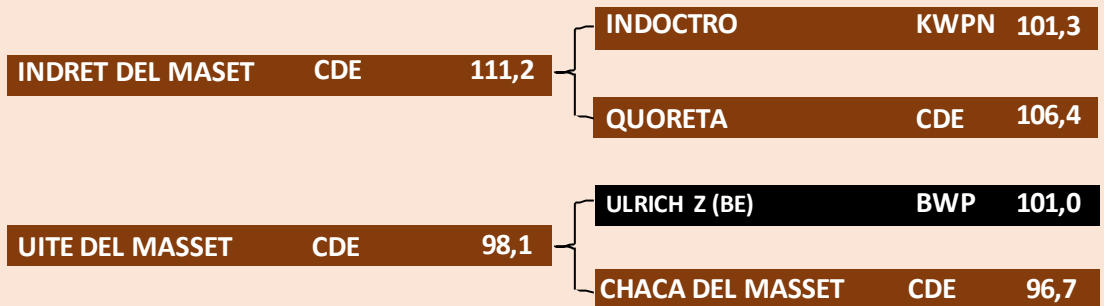 INDOCTRO KWPN 101,3
INDRET DEL MASET CDE 111,2
QUORETA CDE 106,4
ULRICH Z (BE) BWP 101,0
UITE DEL MASSET CDE 98,1
CHACA DEL MASSET CDE 96,7